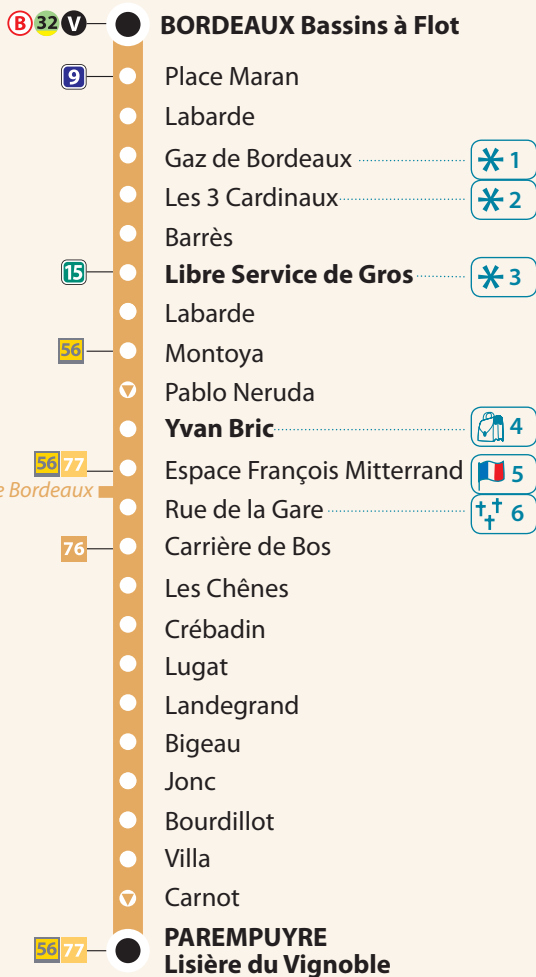 B 32 V BORDEAUX Bassins à Flot
9 Place Maran
Labarde
Gaz de Bordeaux 1
Les 3 Cardinaux 2
Barrès
15 Libre Service de Gros 3
Labarde
56 Montoya
Pablo Neruda
Yvan Bric 4
56 77 Espace François Mitterrand 5
e Bordeaux
Rue de la Gare 6
76 Carrière de Bos
Les Chênes
Crébadin
Lugat
Landegrand
Bigeau
Jonc
Bourdillot
Villa
Carnot
56 77 PAREMPUYRE
Lisière du Vignoble